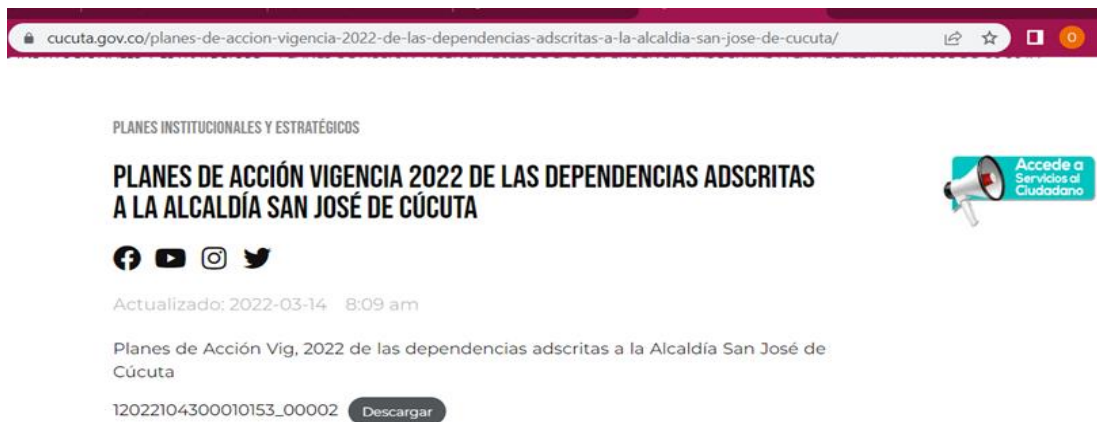 cucuta.gov.co/planes-de-accion-vigencia-2022-de-las-dependencias-adscritas-a-la-alcaldia-san-jose-de-cucuta/
O
PLANES INSTITUCIONALES Y ESTRATÉGICOS
PLANES DE ACCIÓN VIGENCIA 2022 DE LAS DEPENDENCIAS ADSCRITAS
A LA ALCALDÍA SAN JOSÉ DE CÚCUTA
Accede a
Servicios al
Ciudadano
Actualizado: 2022-03-14 8:09 am
Planes de Acción Vig, 2022 de las dependencias adscritas a la Alcaldía San José de
Cúcuta
12022104300010153_00002 Descargar